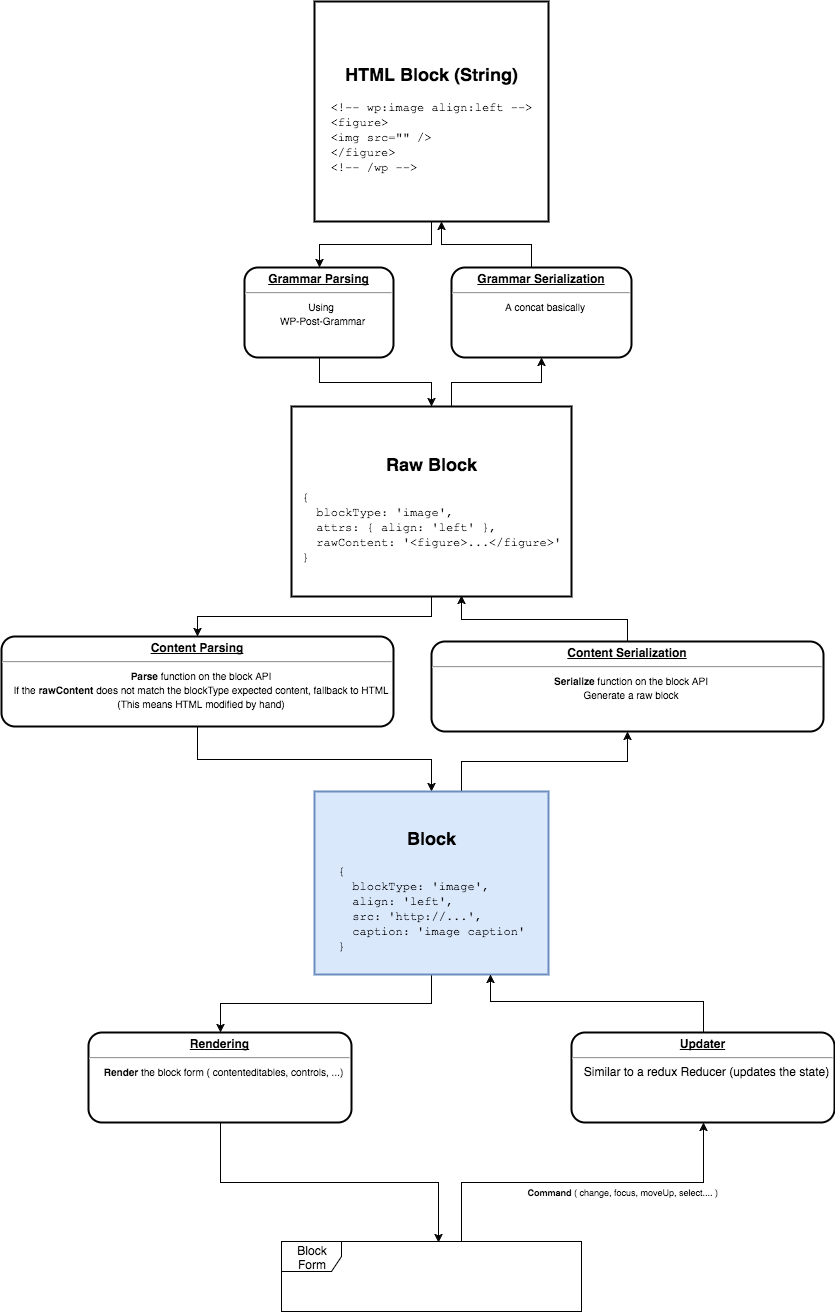 HTML Block (String)
<!-- wp:image align:left -->
<figure>
<img src="" />
</figure>
<!-- /wp -->
Grammar Parsing
Using
WP-Post-Grammar
Grammar Serialization
A concat basically
Raw Block
{
  blockType: 'image',
  attrs: { align: 'left' },
  rawContent: '<figure>...</figure>'
}
Content Parsing
Parse function on the block API
If the rawContent does not match the blockType expected content, fallback to HTML
(This means HTML modified by hand)
Content Serialization
Serialize function on the block API
Generate a raw block
Block
{
  blockType: 'image',
  align: 'left',
  src: 'http://...',
  caption: 'image caption'
}
Rendering
Render the block form ( contenteditables, controls, ...)
Updater
Similar to a redux Reducer (updates the state)
Command ( change, focus, moveUp, select.... )
Block
Form